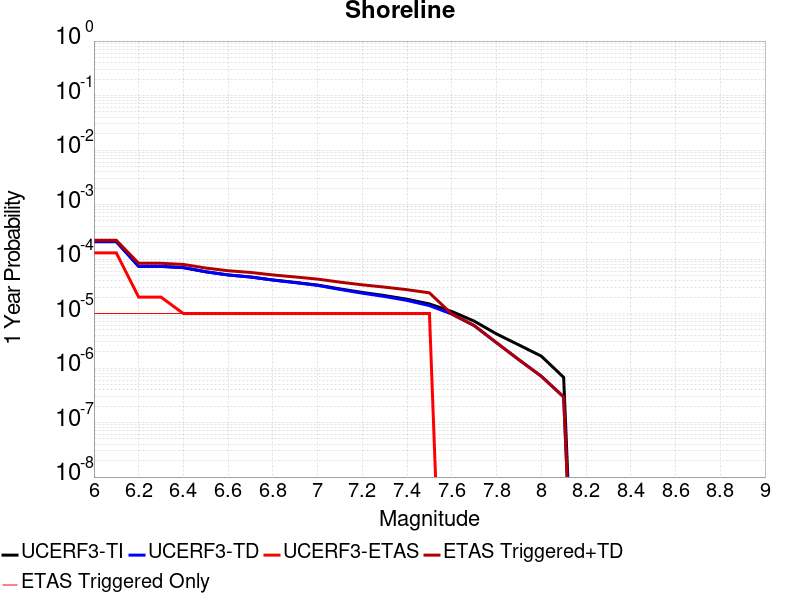 Shoreline
10^0
10^-1
10^-2
10^-3
10^-4
10^-5
10^-6
10^-7
10^-8
1 Year Probability
6 6.2 6.4 6.6 6.8 7 7.2 7.4 7.6 7.8 8 8.2 8.4 8.6 8.8 9
Magnitude
UCERF3-TI UCERF3-TD UCERF3-ETAS ETAS Triggered+TD
ETAS Triggered Only